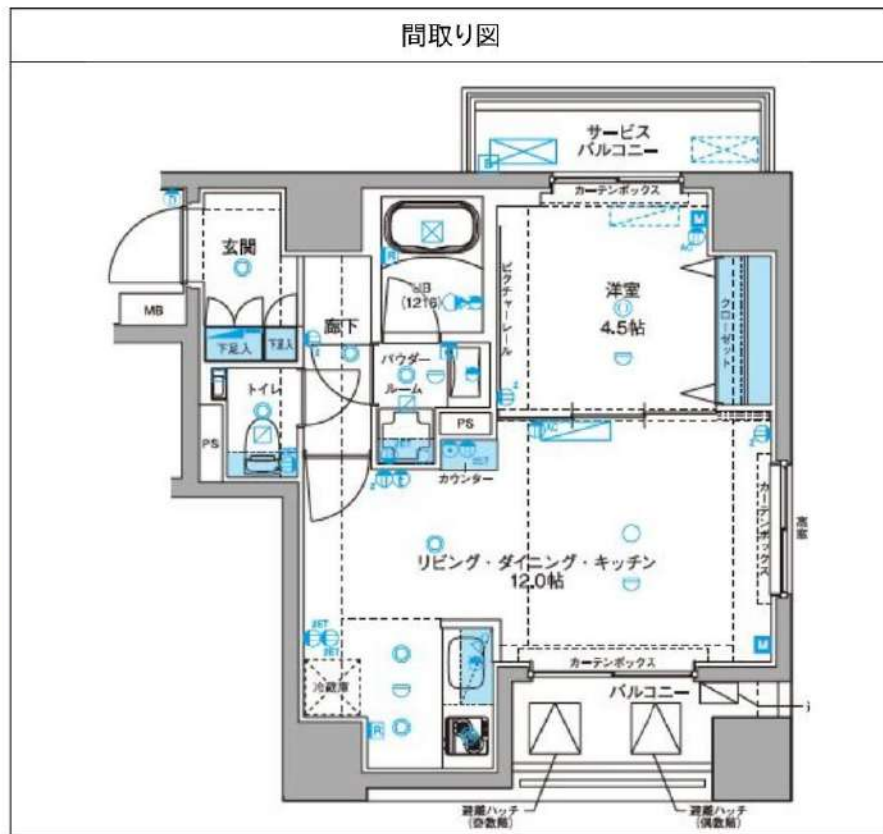 間取り図
サービス
バルコニー
カーテンボックス
玄関
MB
下足入
下足入
廊下
UB
(1216)
ピクチャーレール
洋室
4.5帖
クローゼット
M
AC
R
トイレ
パウダー
ルーム
PS
PS
カウンター
AC
リビング・ダイニング・キッチン
12.0帖
カーテンボックス
M
2ET
2ET
冷蔵庫
R
カーテンボックス
バルコニー
避難ハッチ
(奇数階)
避難ハッチ
(偶数階)